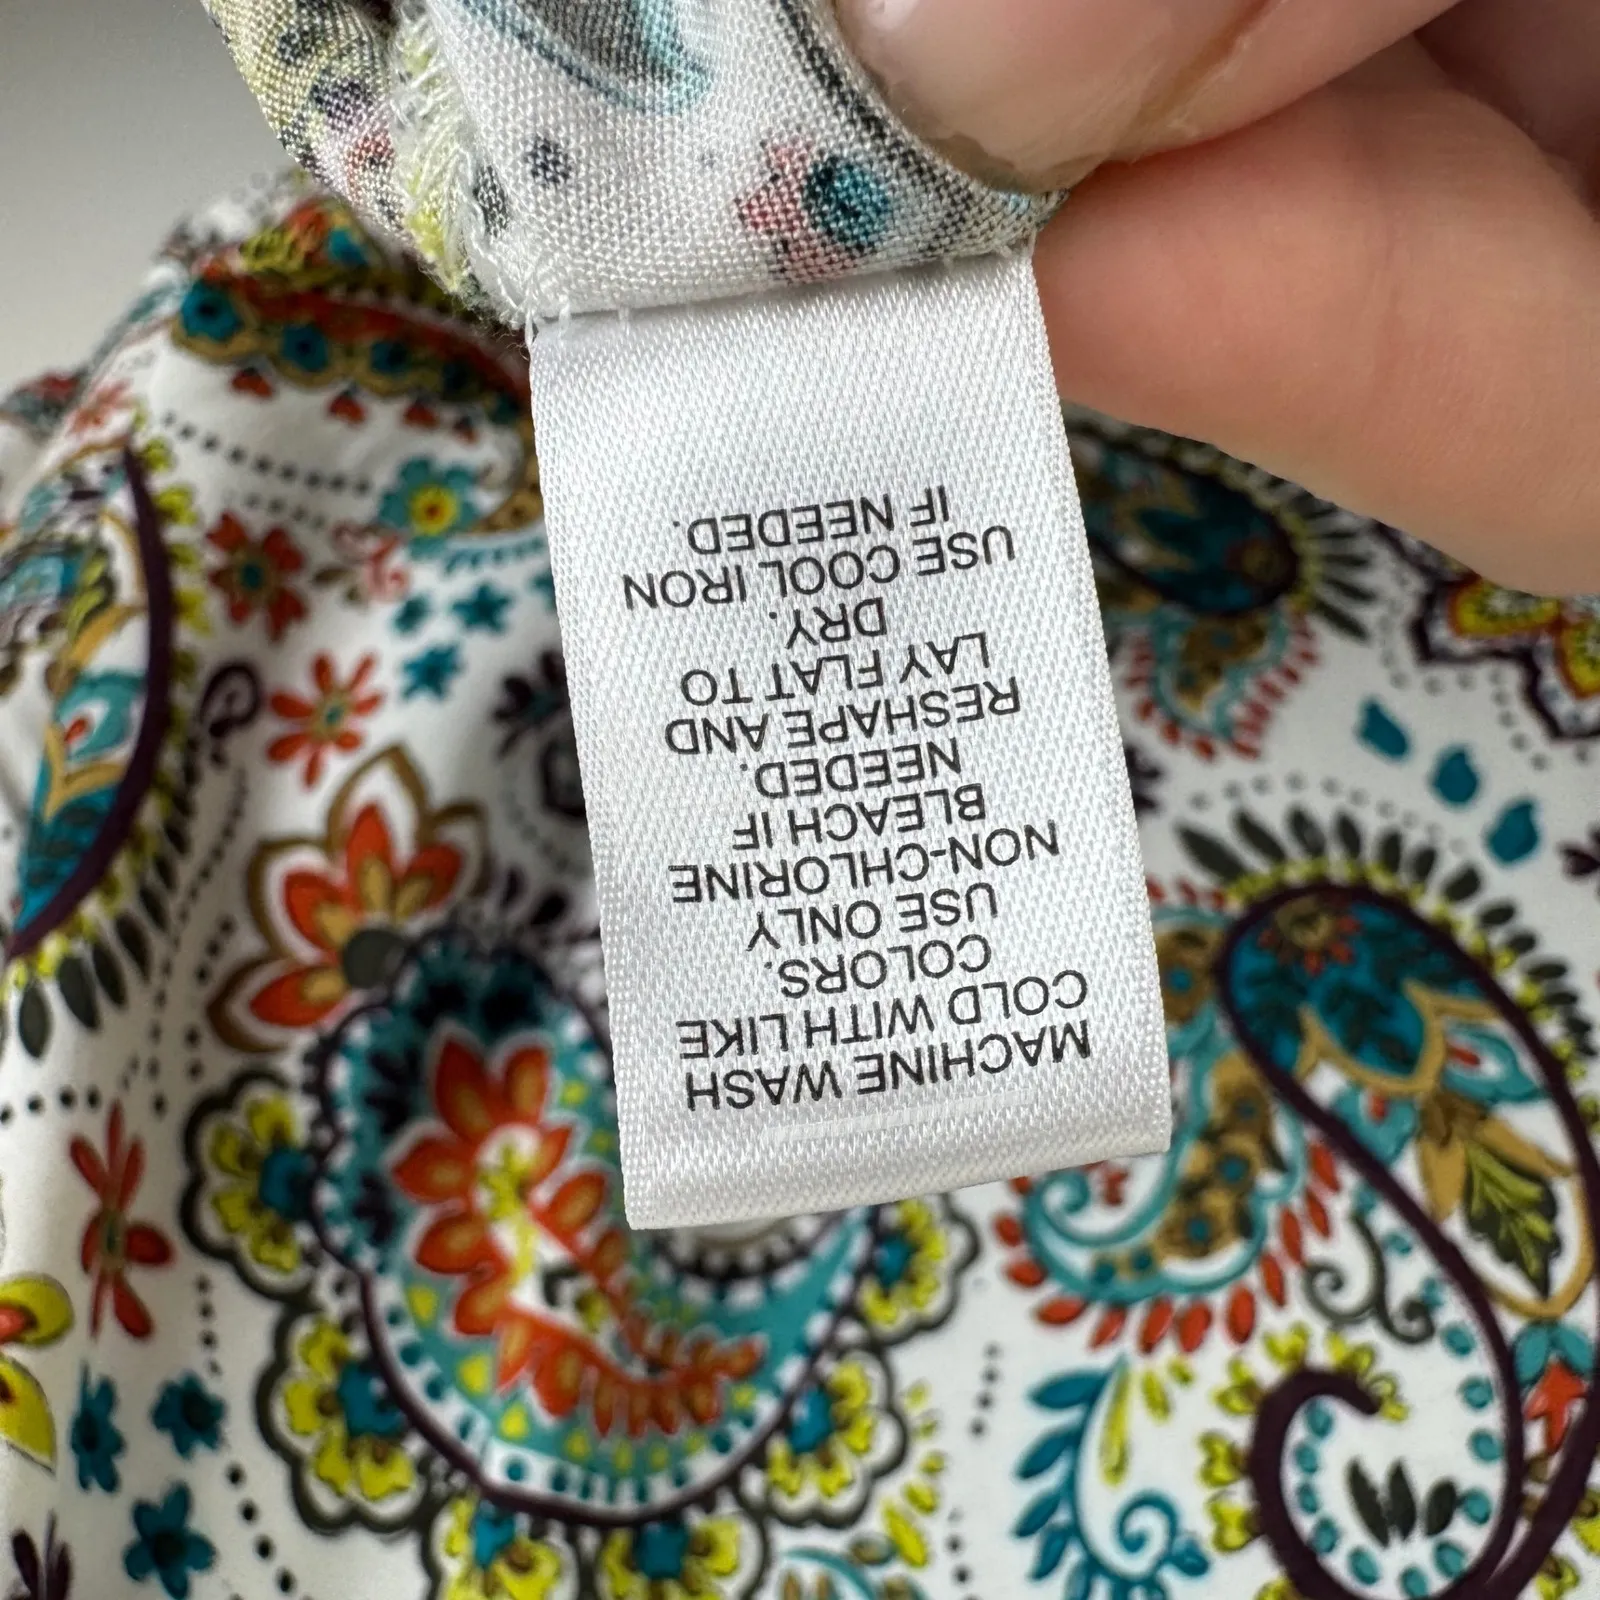 MACHINE WASH
COLD WITH LIKE
COLORS.
USE ONLY
NON-CHLORINE
BLEACH IF
NEEDED.
RESHAPE AND
LAY FLAT TO
DRY.
USE COOL IRON
IF NEEDED.